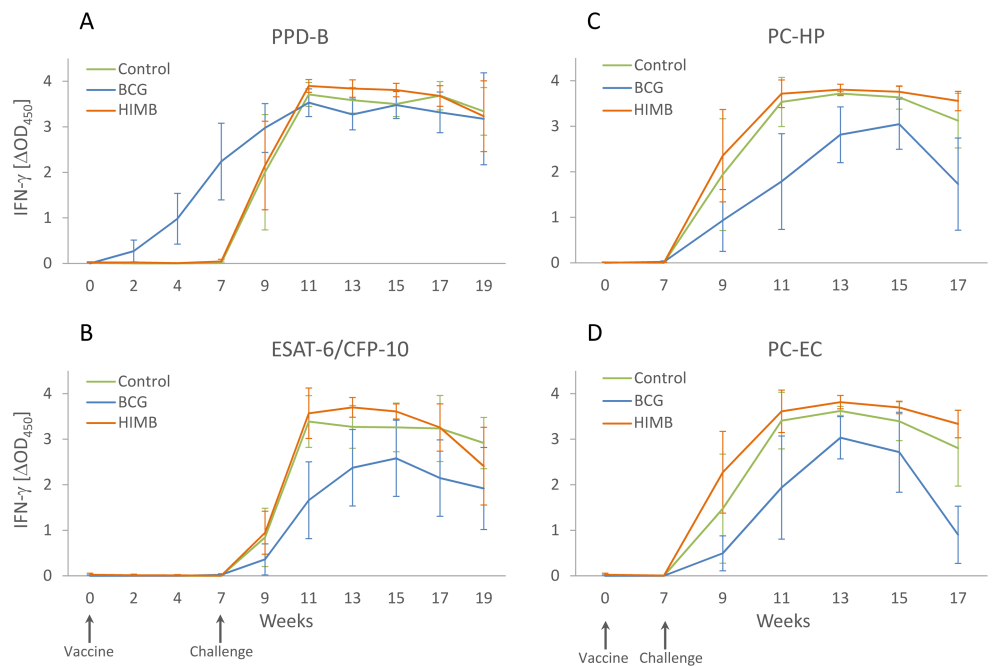 A
PPD-B
Control
BCG
HIMB
IFN-γ [ΔOD450]
4
3
2
1
0
0 2 4 7 9 11 13 15 17 19
C
PC-HP
Control
BCG
HIMB
4
3
2
1
0
0 7 9 11 13 15 17
B
ESAT-6/CFP-10
Control
BCG
HIMB
IFN-γ [ΔOD450]
4
3
2
1
0
0 2 4 7 9 11 13 15 17 19
Weeks
Vaccine Challenge
D
PC-EC
Control
BCG
HIMB
4
3
2
1
0
0 7 9 11 13 15 17
Weeks
Vaccine Challenge